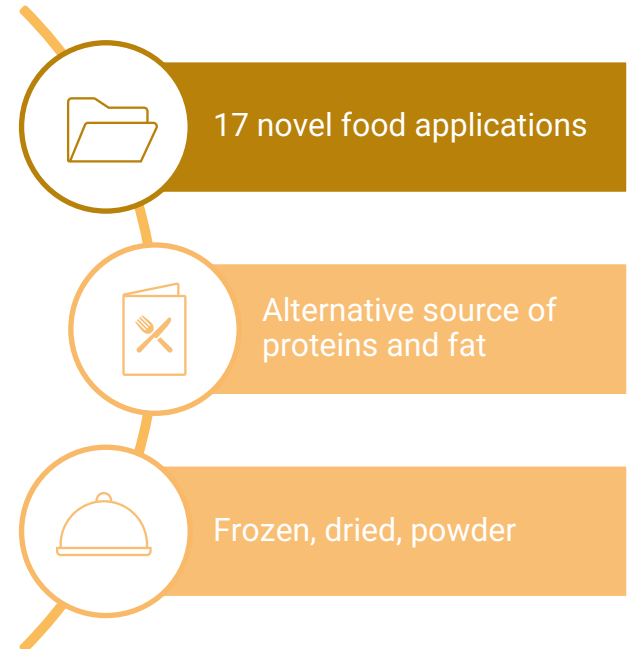 17 novel food applications
Alternative source of
proteins and fat
Frozen, dried, powder